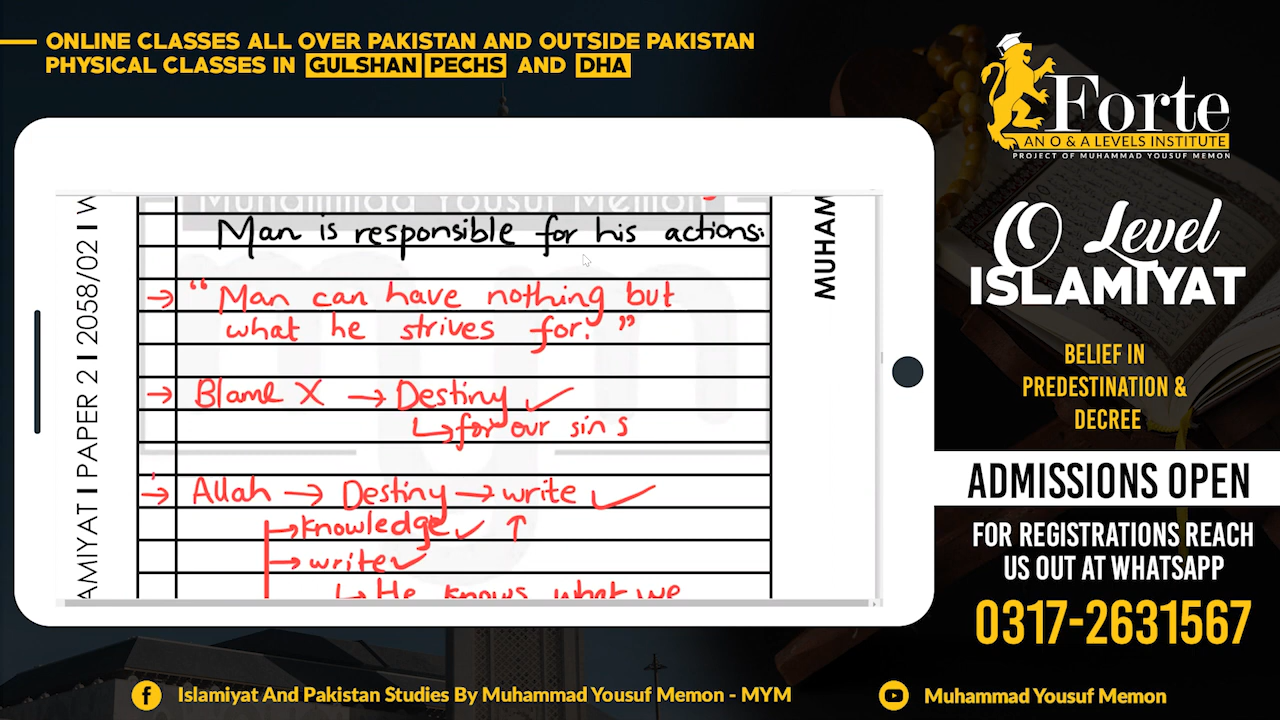 ONLINE CLASSES ALL OVER PAKISTAN AND OUTSIDE PAKISTAN
PHYSICAL CLASSES IN GULSHAN PECHS AND DHA
Forte
AN O & A LEVELS INSTITUTE
PROJECT OF MUHAMMAD YOUSUF MEMON
O Level
ISLAMIYAT
BELIEF IN
PREDESTINATION &
DECREE
ADMISSIONS OPEN
FOR REGISTRATIONS REACH
US OUT AT WHATSAPP
0317-2631567
AMIYAT I PAPER 2 I 2058/02 I W
MUHAM
Muhammad Yousuf Memon
Man is responsible for his actions:
→ “Man can have nothing but
what he strives for.”
→ Blame X → Destiny ✓
↳ for our sins
→ Allah → Destiny → write ✓
→ knowledge ✓ ↑
→ write ✓
↳ He knows what we
Islamiyat And Pakistan Studies By Muhammad Yousuf Memon - MYM
Muhammad Yousuf Memon